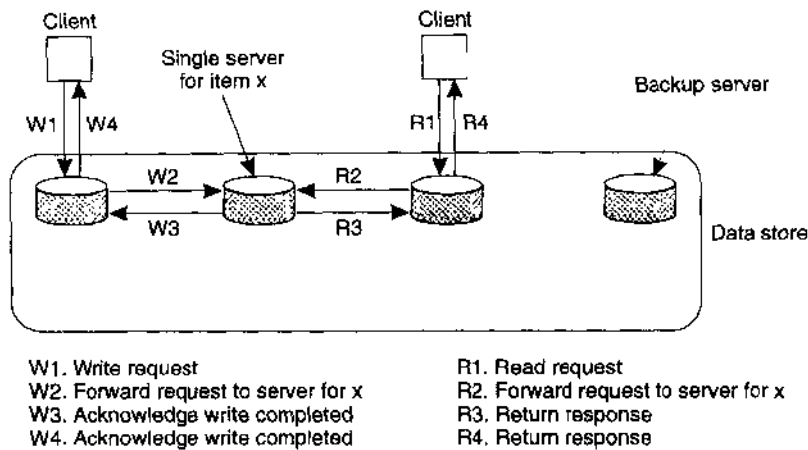 Client
Client
Single server
for item x
Backup server
W1
W4
R1
R4
W2
R2
W3
R3
Data store
W1. Write request
W2. Forward request to server for x
W3. Acknowledge write completed
W4. Acknowledge write completed
R1. Read request
R2. Forward request to server for x
R3. Return response
R4. Return response